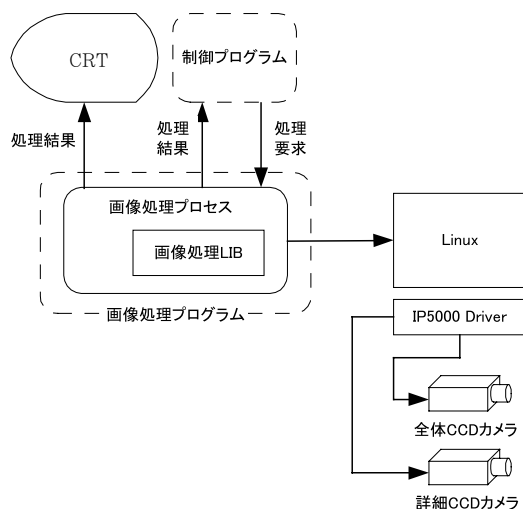 CRT
制御プログラム
処理結果
処理
結果
処理
要求
画像処理プロセス
画像処理LIB
画像処理プログラム
Linux
IP5000 Driver
全体CCDカメラ
詳細CCDカメラ